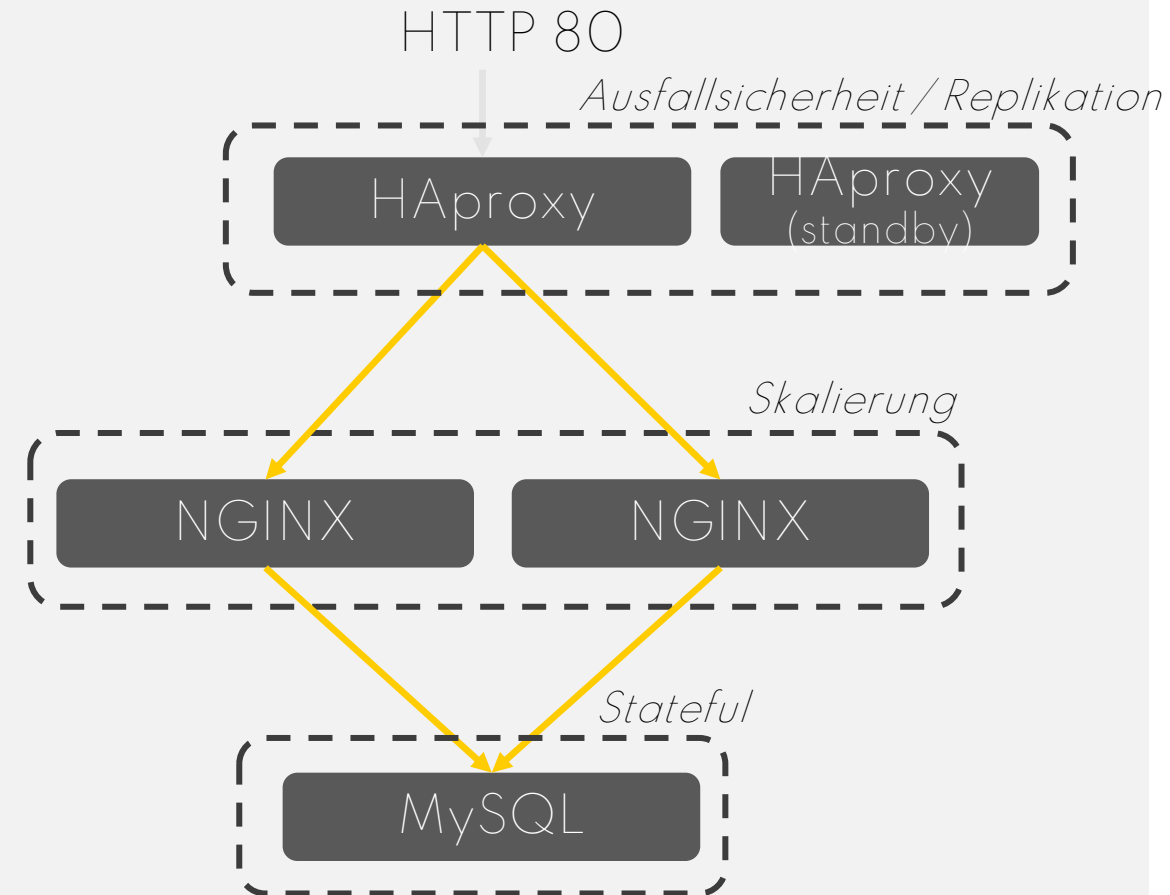 HTTP 80
Ausfallsicherheit / Replikation
HAproxy
HAproxy
(standby)
Skalierung
NGINX
NGINX
Stateful
MySQL